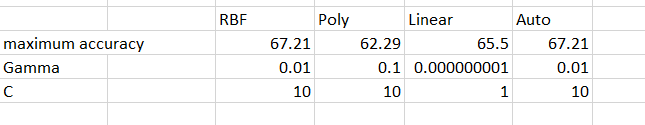 RBF Poly Linear Auto
maximum accuracy 67.21 62.29 65.5 67.21
Gamma 0.01 0.1 0.000000001 0.01
C 10 10 1 10